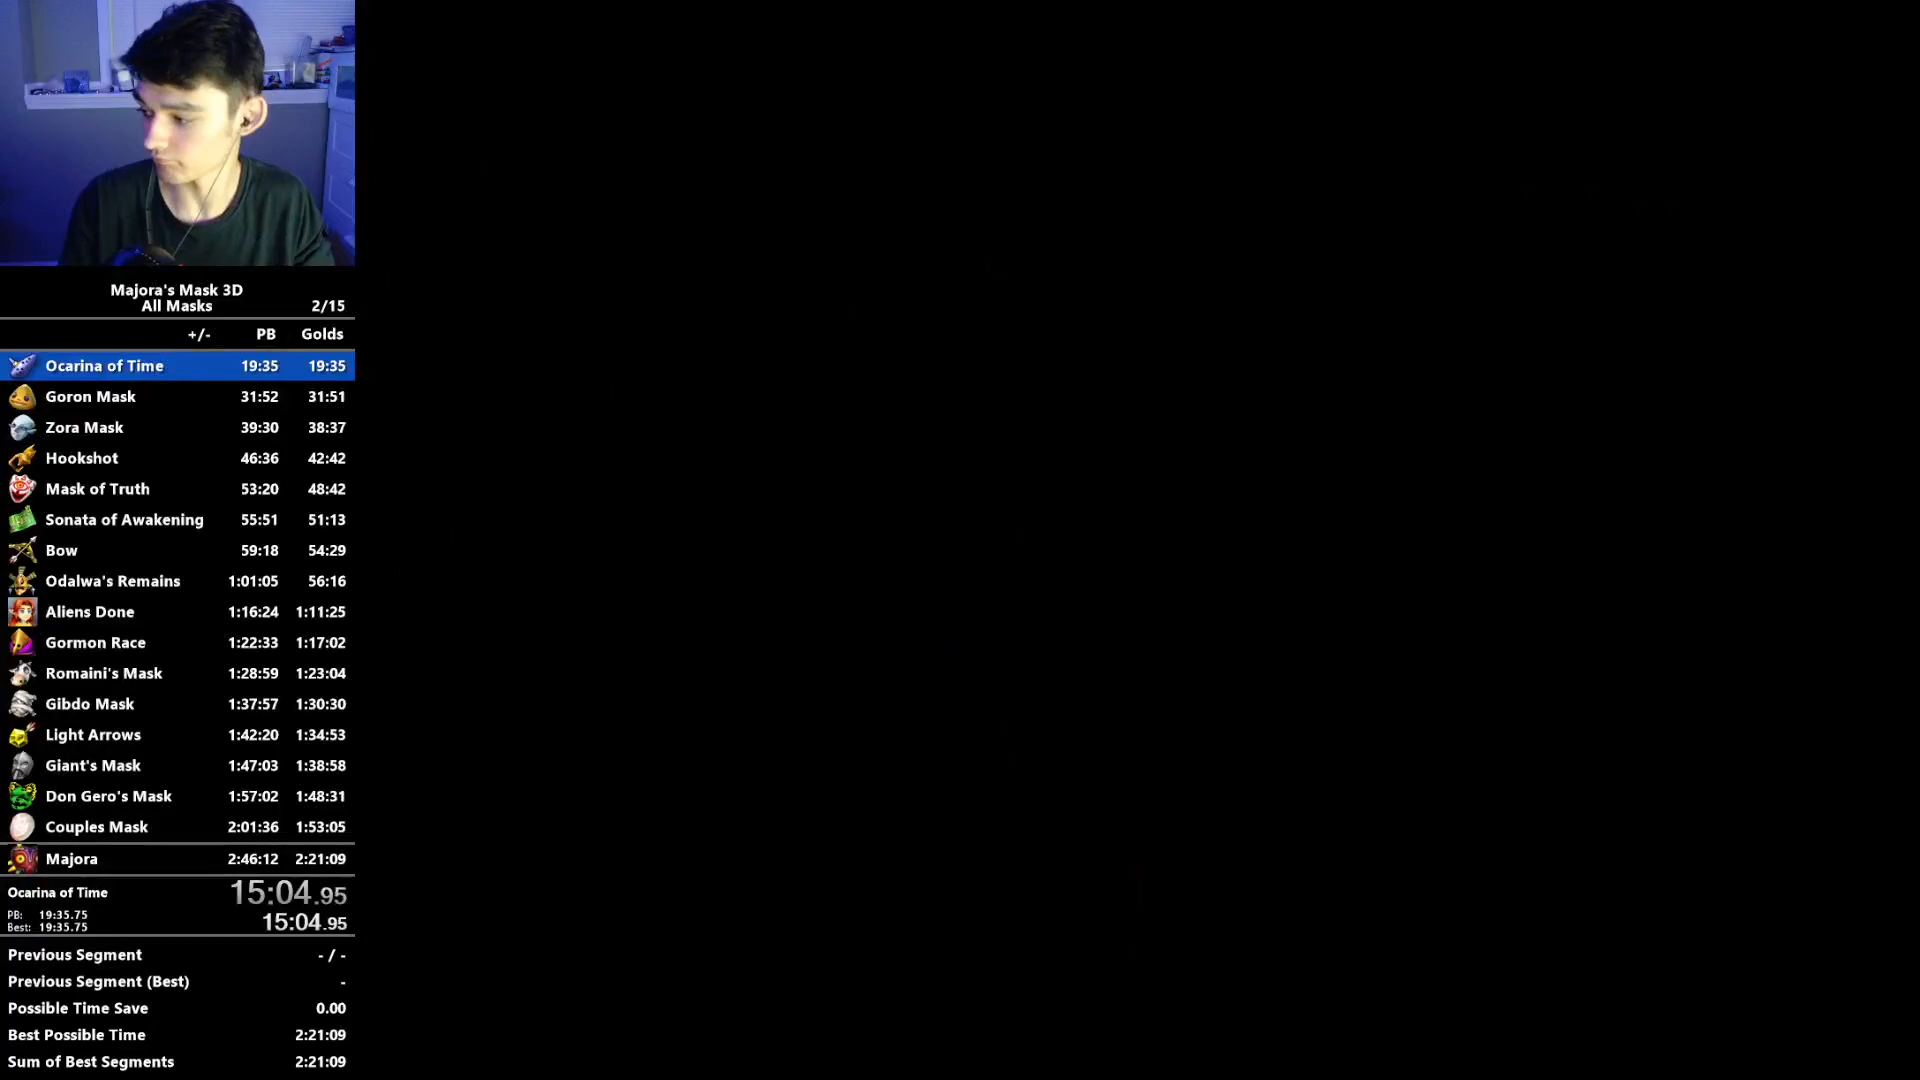 Majora's Mask 3D
All Masks 2/15
+/- PB Golds
Ocarina of Time 19:35 19:35
Goron Mask 31:52 31:51
Zora Mask 39:30 38:37
Hookshot 46:36 42:42
Mask of Truth 53:20 48:42
Sonata of Awakening 55:51 51:13
Bow 59:18 54:29
Odalwa's Remains 1:01:05 56:16
Aliens Done 1:16:24 1:11:25
Gormon Race 1:22:33 1:17:02
Romaini's Mask 1:28:59 1:23:04
Gibdo Mask 1:37:57 1:30:30
Light Arrows 1:42:20 1:34:53
Giant's Mask 1:47:03 1:38:58
Don Gero's Mask 1:57:02 1:48:31
Couples Mask 2:01:36 1:53:05
Majora 2:46:12 2:21:09
Ocarina of Time 15:04.95
PB: 19:35.75
Best: 19:35.75 15:04.95
Previous Segment - / -
Previous Segment (Best) -
Possible Time Save 0.00
Best Possible Time 2:21:09
Sum of Best Segments 2:21:09